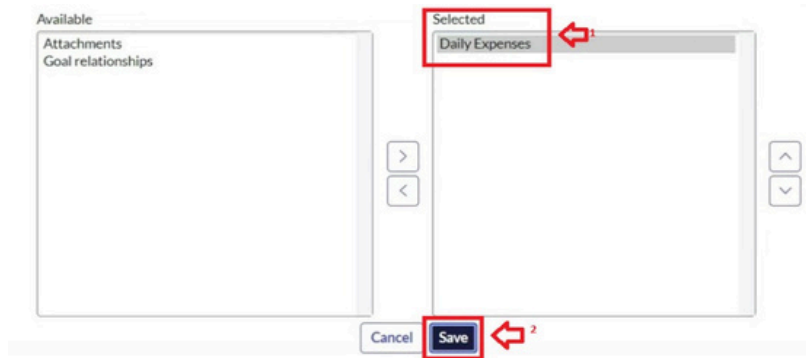 Available
Attachments
Goal relationships
Selected
Daily Expenses
1
Cancel
Save
2